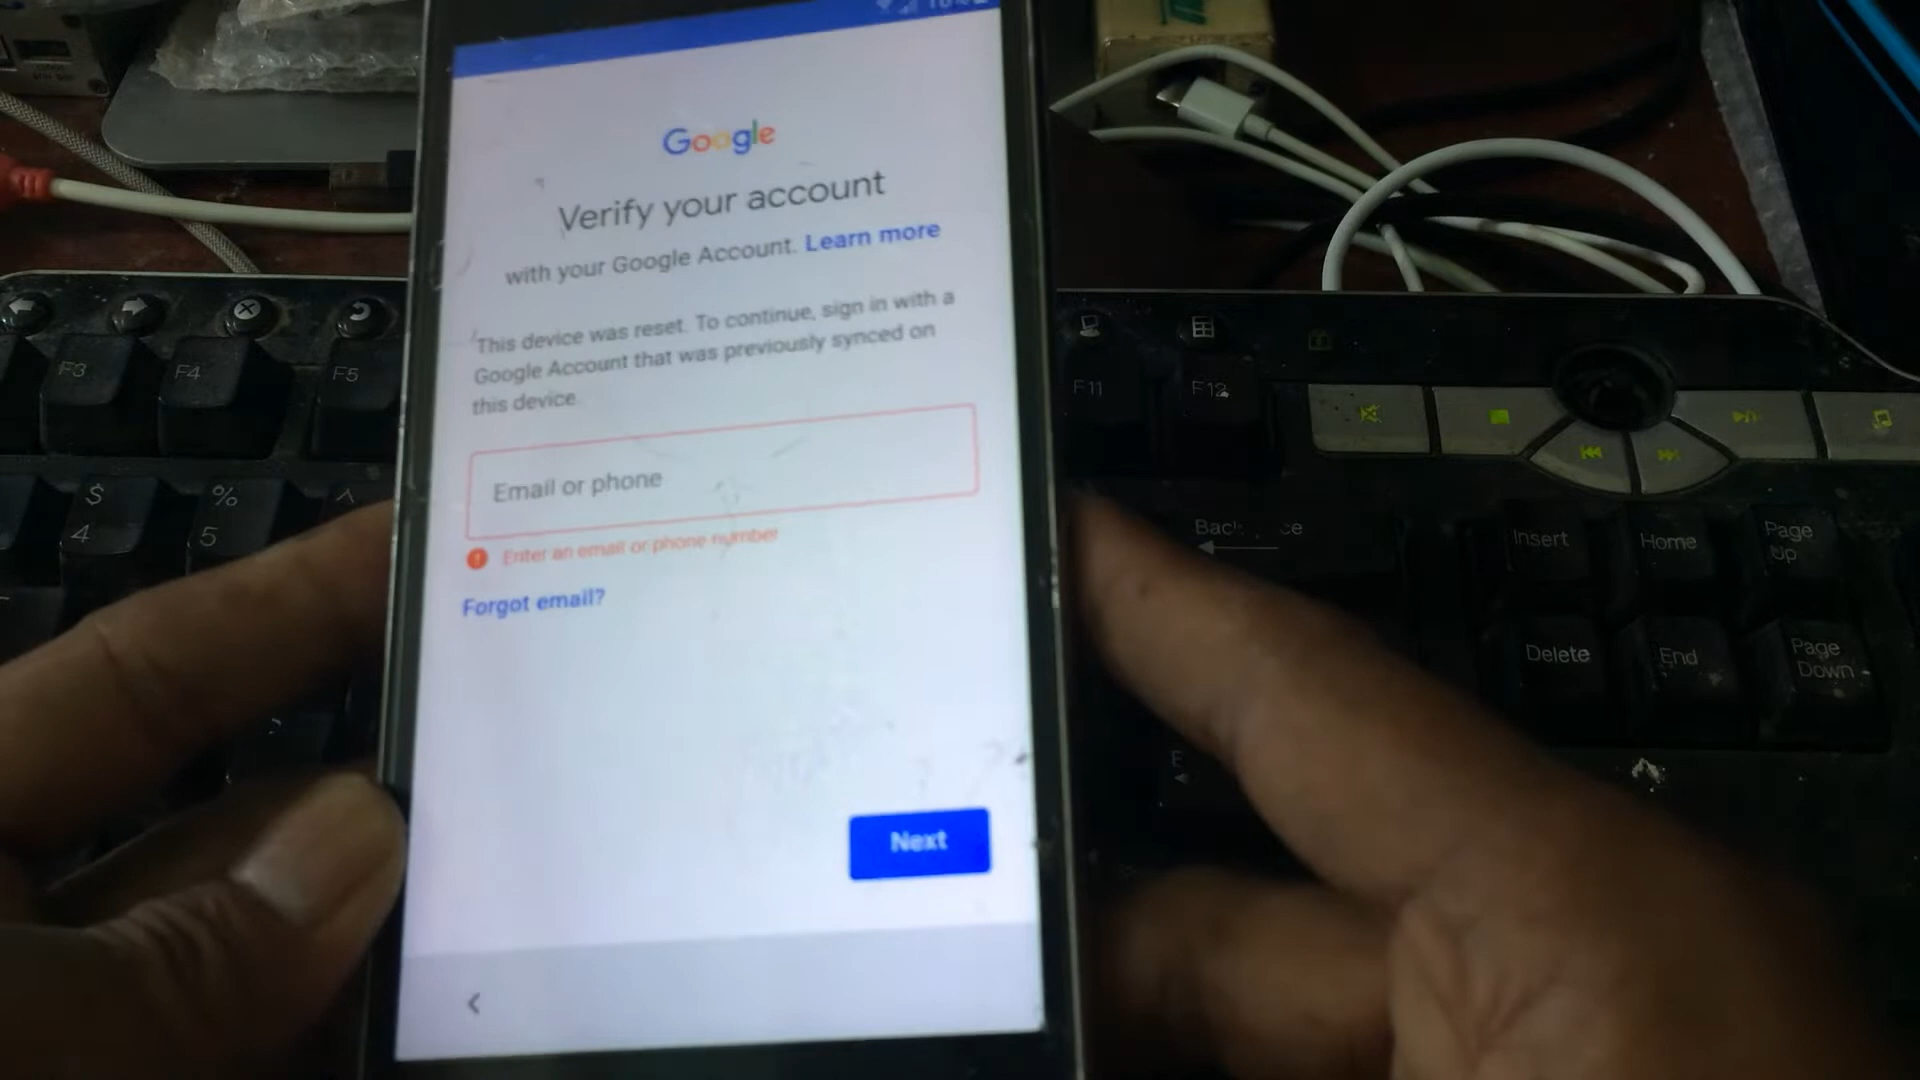 Google
Verify your account
with your Google Account. Learn more
This device was reset. To continue, sign in with a
Google Account that was previously synced on
this device.
Email or phone
Enter an email or phone number
Forgot email?
Next
F3
F4
F5
$
4
%
5
^
F11
F12
Insert
Home
Page
Up
Delete
End
Page
Down